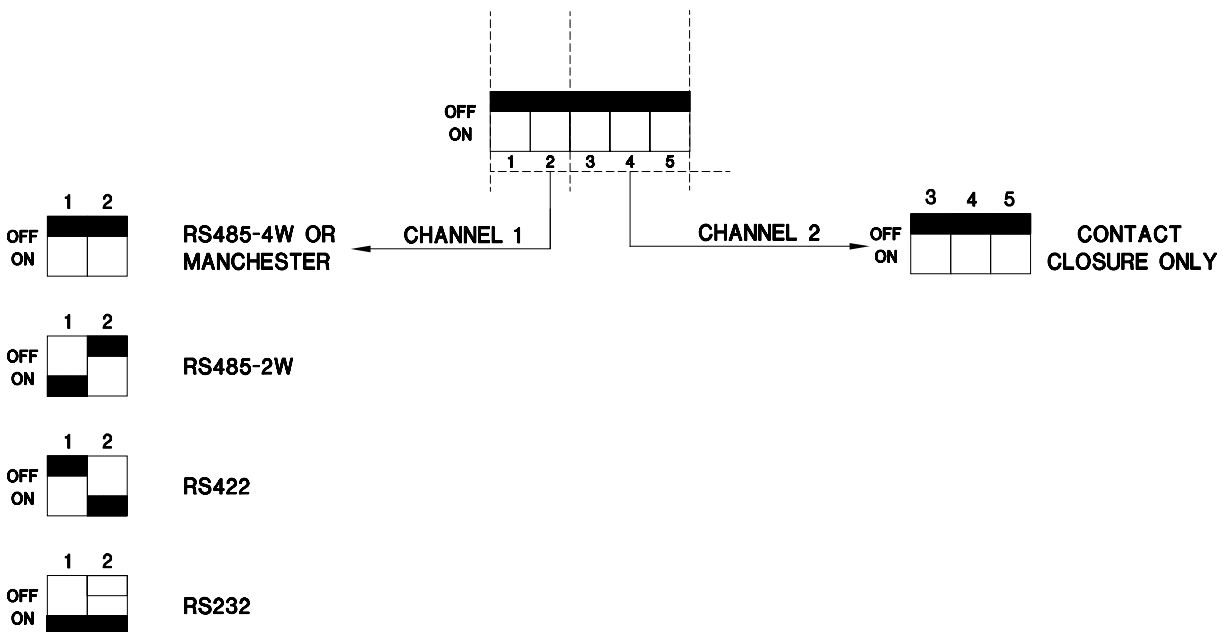 OFF
ON
1 2 3 4 5
CHANNEL 1
CHANNEL 2
1 2
OFF
ON
RS485-4W OR
MANCHESTER
3 4 5
OFF
ON
CONTACT
CLOSURE ONLY
1 2
OFF
ON
RS485-2W
1 2
OFF
ON
RS422
1 2
OFF
ON
RS232